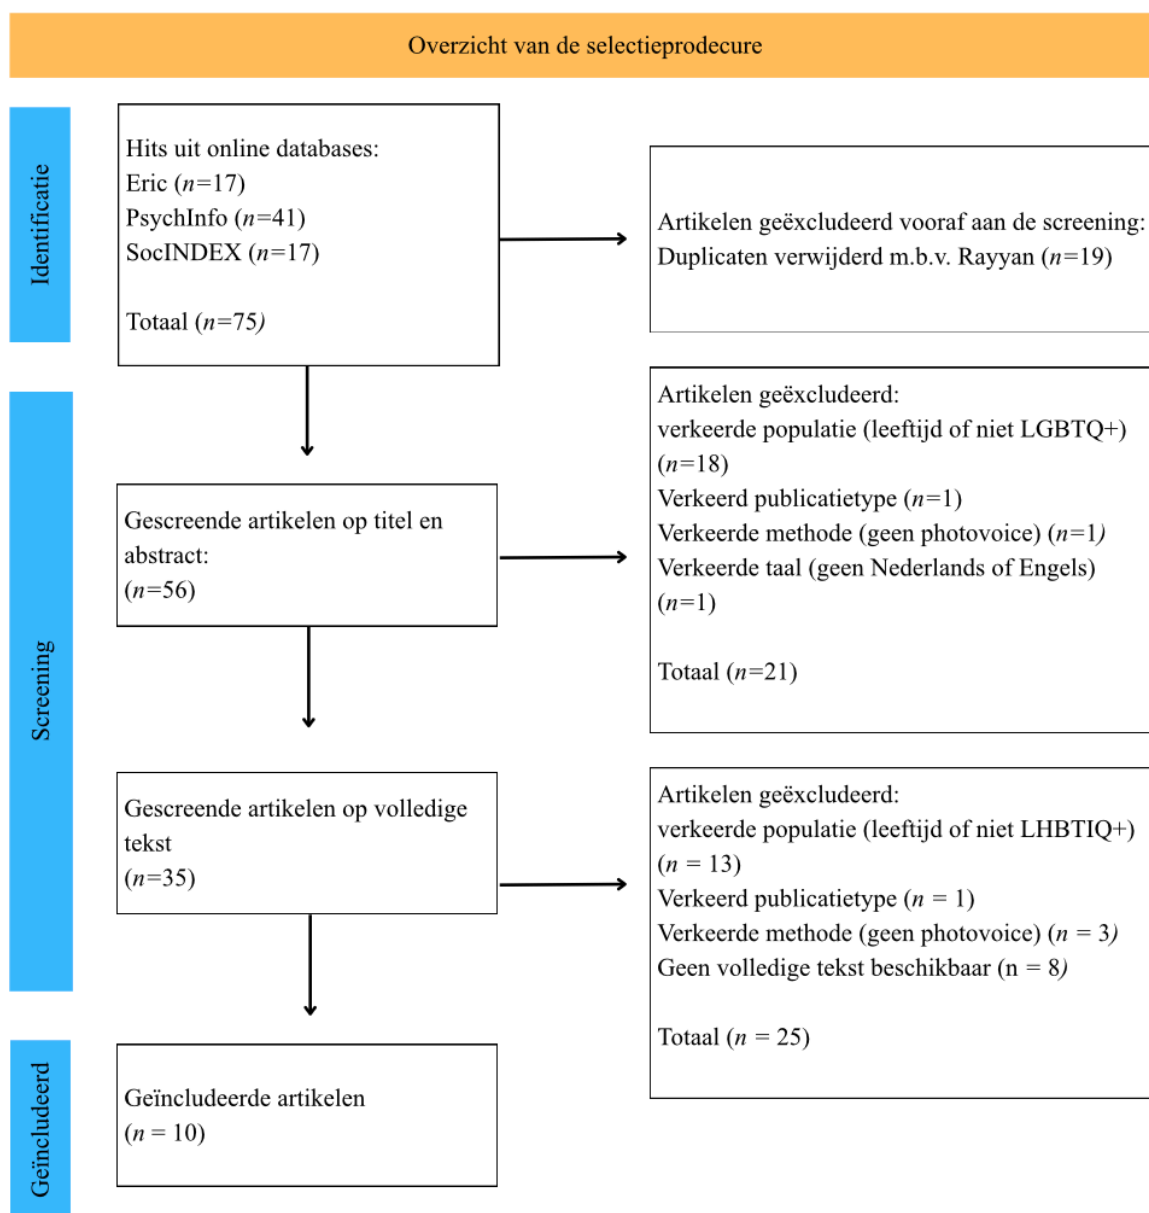 Overzicht van de selectieprodecure
Identificatie
Hits uit online databases:
Eric (n=17)
PsychInfo (n=41)
SocINDEX (n=17)
Totaal (n=75)
Artikelen geëxcludeerd vooraf aan de screening:
Duplicaten verwijderd m.b.v. Rayyan (n=19)
Screening
Gescreende artikelen op titel en
abstract:
(n=56)
Artikelen geëxcludeerd:
verkeerde populatie (leeftijd of niet LGBTQ+)
(n=18)
Verkeerd publicatietype (n=1)
Verkeerde methode (geen photovoice) (n=1)
Verkeerde taal (geen Nederlands of Engels)
(n=1)
Totaal (n=21)
Gescreende artikelen op volledige
tekst
(n=35)
Artikelen geëxcludeerd:
verkeerde populatie (leeftijd of niet LHBTIQ+)
(n = 13)
Verkeerd publicatietype (n = 1)
Verkeerde methode (geen photovoice) (n = 3)
Geen volledige tekst beschikbaar (n = 8)
Totaal (n = 25)
Geïncludeerd
Geïncludeerde artikelen
(n = 10)